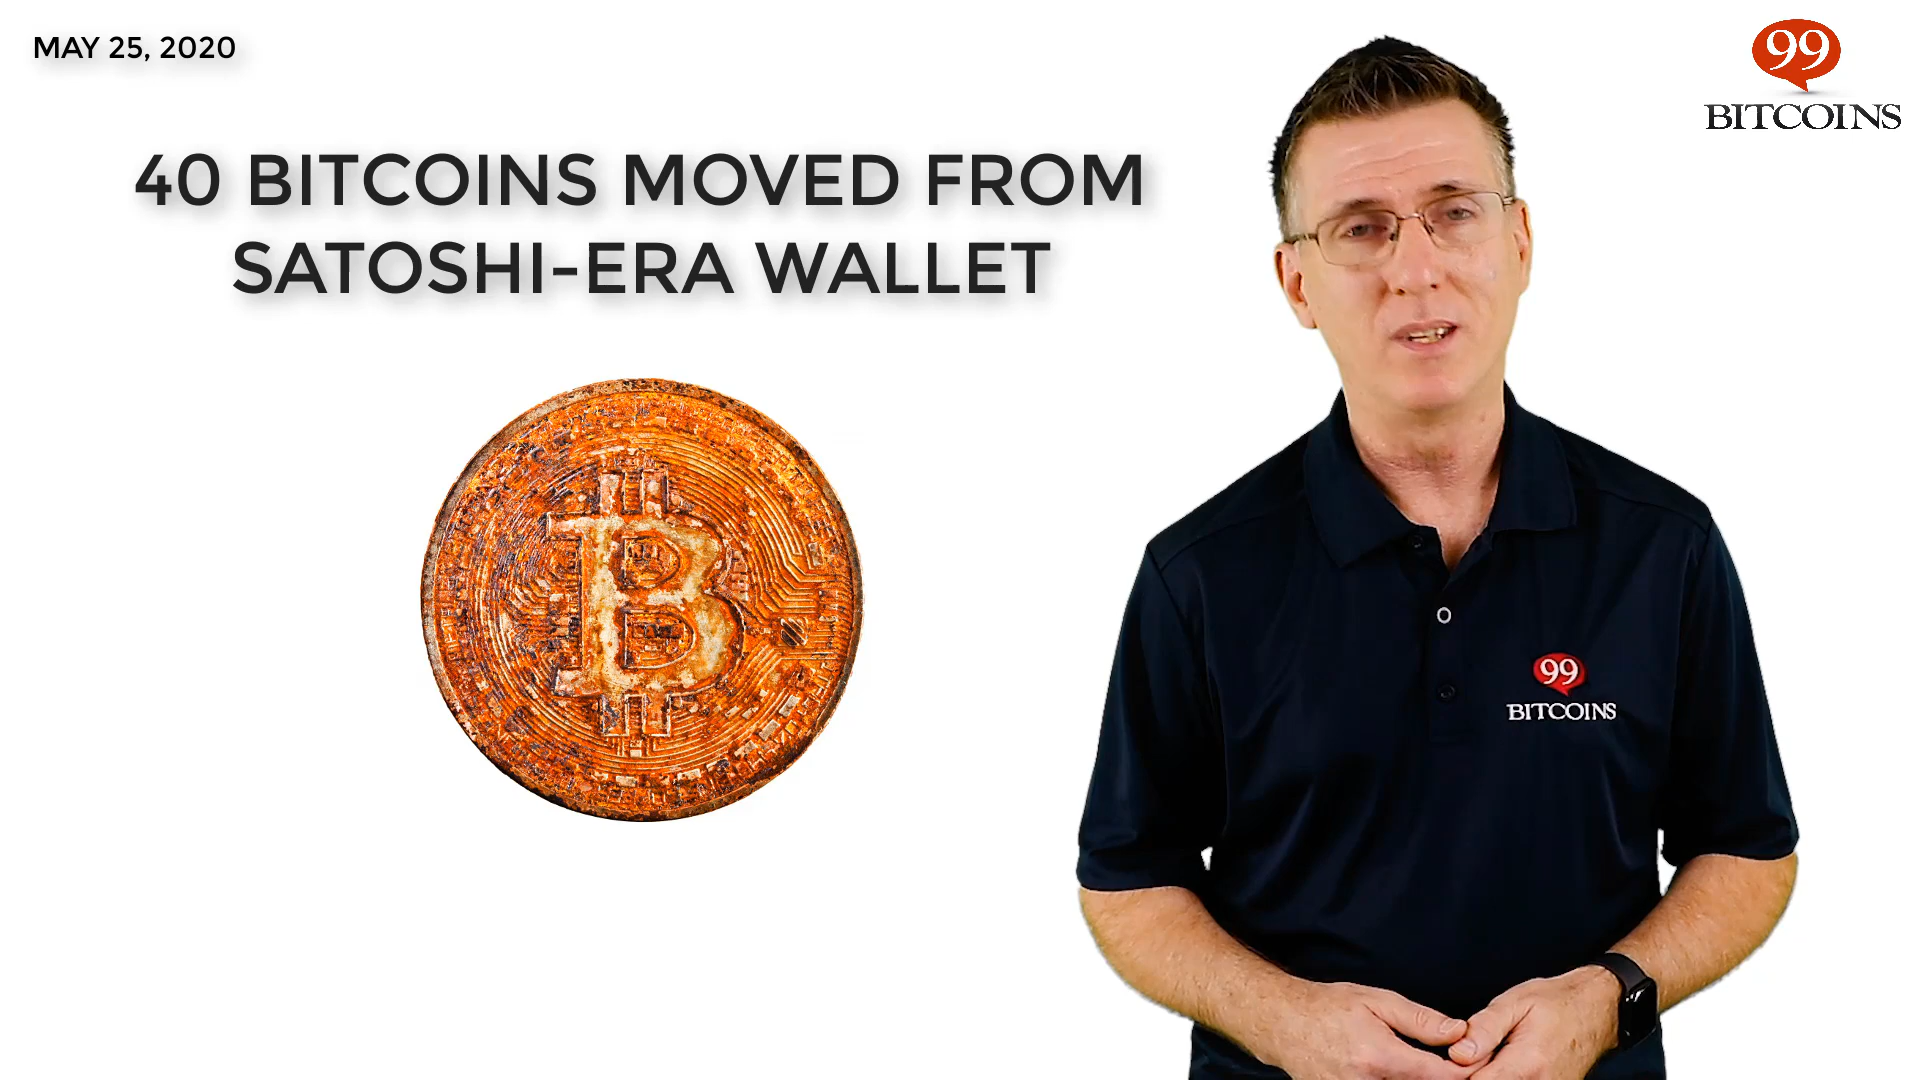 MAY 25, 2020
99
BITCOINS
40 BITCOINS MOVED FROM
SATOSHI-ERA WALLET
99
BITCOINS